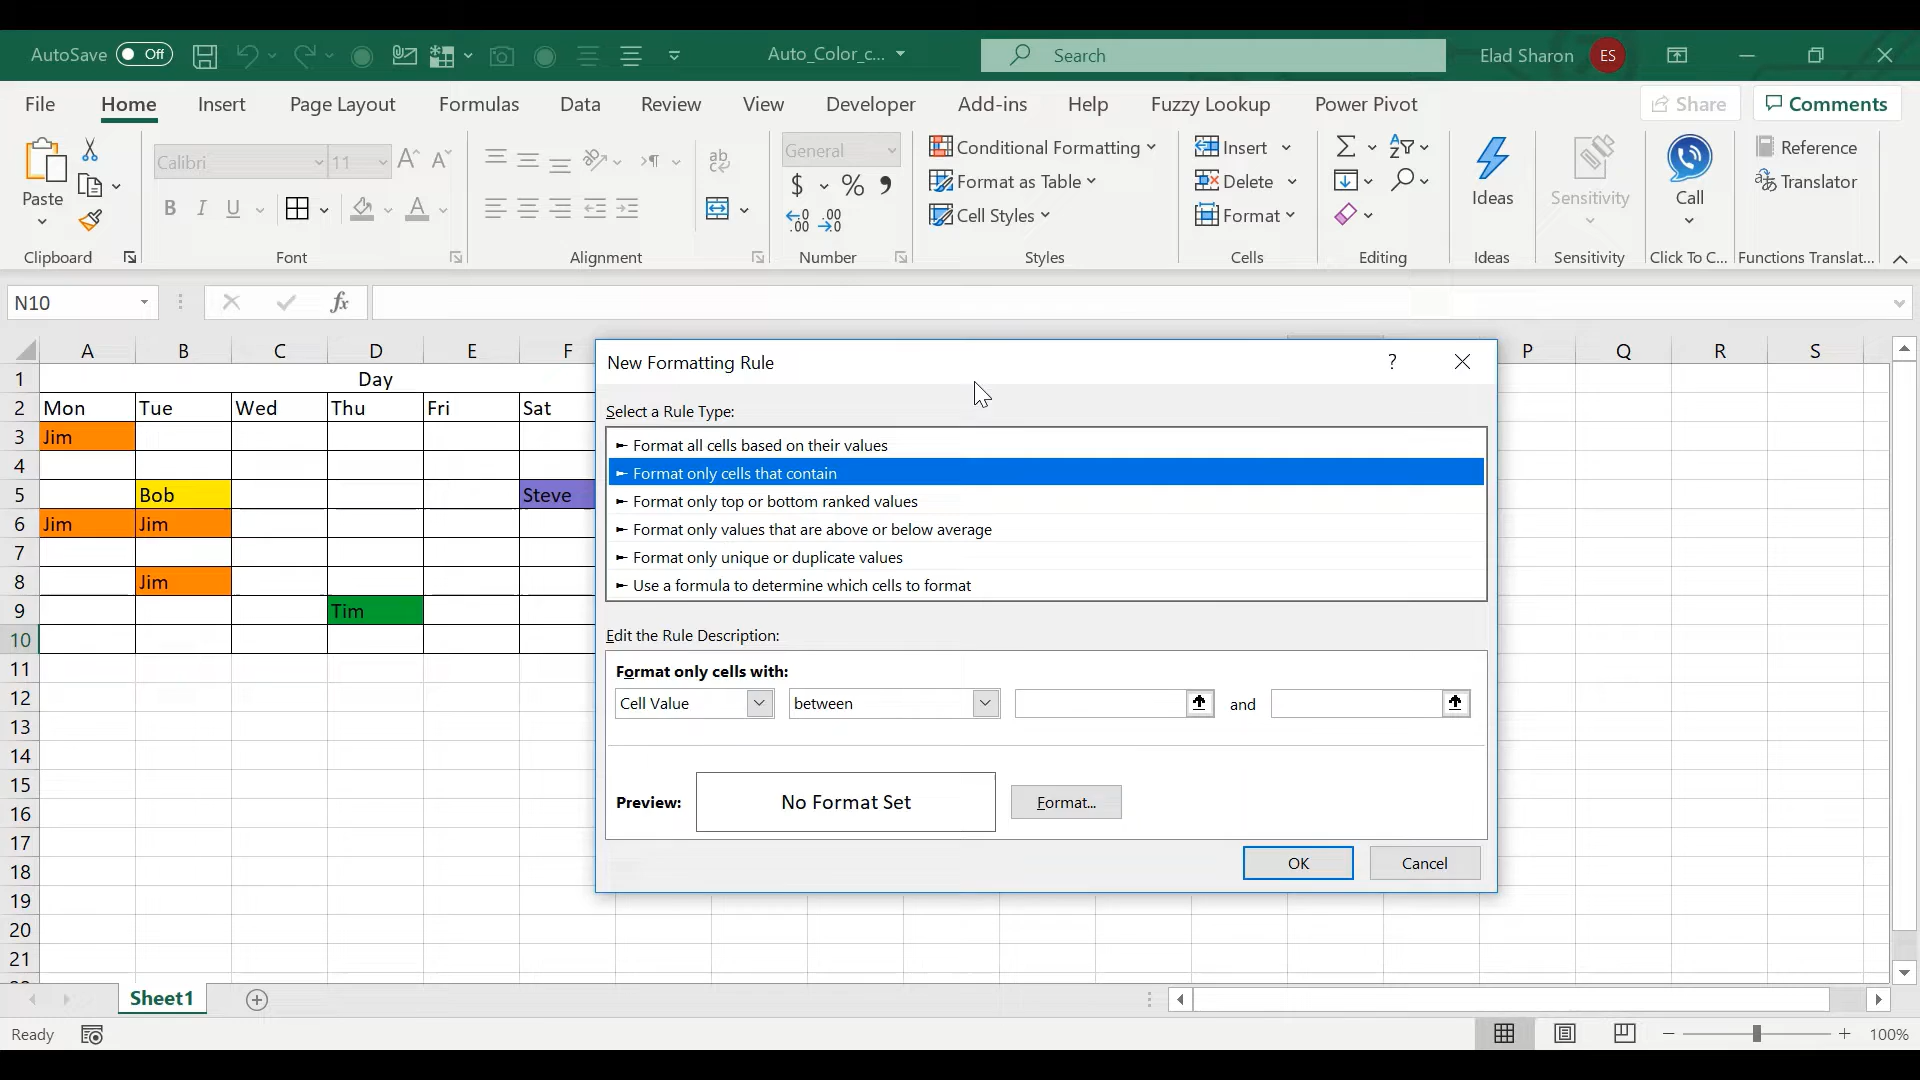 AutoSave Off Auto_Color_c... Search Elad Sharon ES
File Home Insert Page Layout Formulas Data Review View Developer Add-ins Help Fuzzy Lookup Power Pivot Share Comments
Paste
Calibri 11
ab
General
$ % ,
.00 .00
B I U A
Conditional Formatting
Format as Table
Cell Styles
Insert
Delete
Format
Ideas
Sensitivity
Call
Reference
Translator
Clipboard Font Alignment Number Styles Cells Editing Ideas Sensitivity Click To C... Functions Translat...
N10 fx
A B C D E F P Q R S
1 Day
2 Mon Tue Wed Thu Fri Sat
3 Jim
4
5 Bob Steve
6 Jim Jim
7
8 Jim
9 Tim
10
11
12
13
14
15
16
17
18
19
20
21
New Formatting Rule ?
Select a Rule Type:
► Format all cells based on their values
► Format only cells that contain
► Format only top or bottom ranked values
► Format only values that are above or below average
► Format only unique or duplicate values
► Use a formula to determine which cells to format
Edit the Rule Description:
Format only cells with:
Cell Value between and
Preview: No Format Set Format...
OK Cancel
Sheet1
Ready 100%